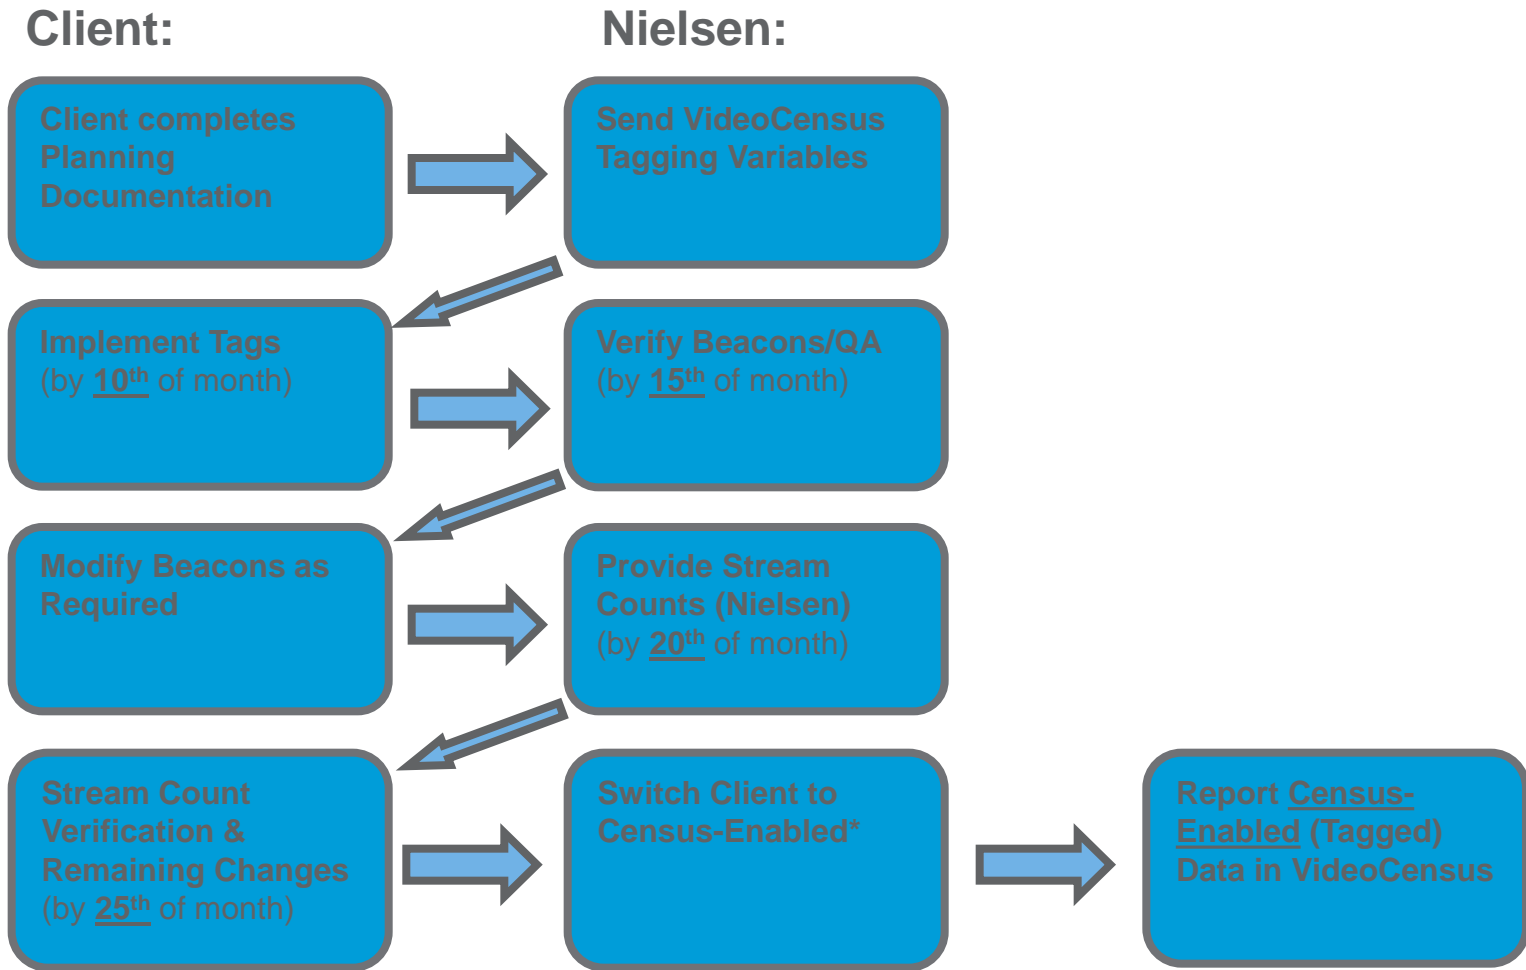 Client:
Nielsen:
Client completes
Planning
Documentation
Send VideoCensus
Tagging Variables
Implement Tags
(by 10th of month)
Verify Beacons/QA
(by 15th of month)
Modify Beacons as
Required
Provide Stream
Counts (Nielsen)
(by 20th of month)
Stream Count
Verification &
Remaining Changes
(by 25th of month)
Switch Client to
Census-Enabled*
Report Census-
Enabled (Tagged)
Data in VideoCensus